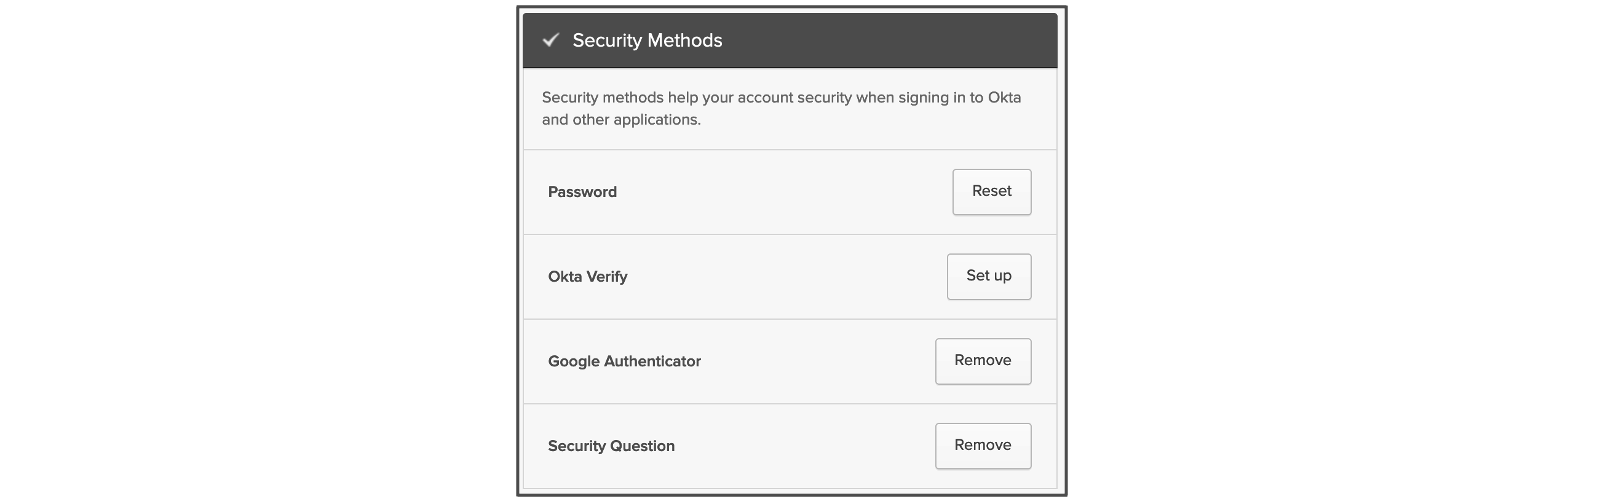 Security Methods
Security methods help your account security when signing in to Okta
and other applications.
Password
Reset
Okta Verify
Set up
Google Authenticator
Remove
Security Question
Remove